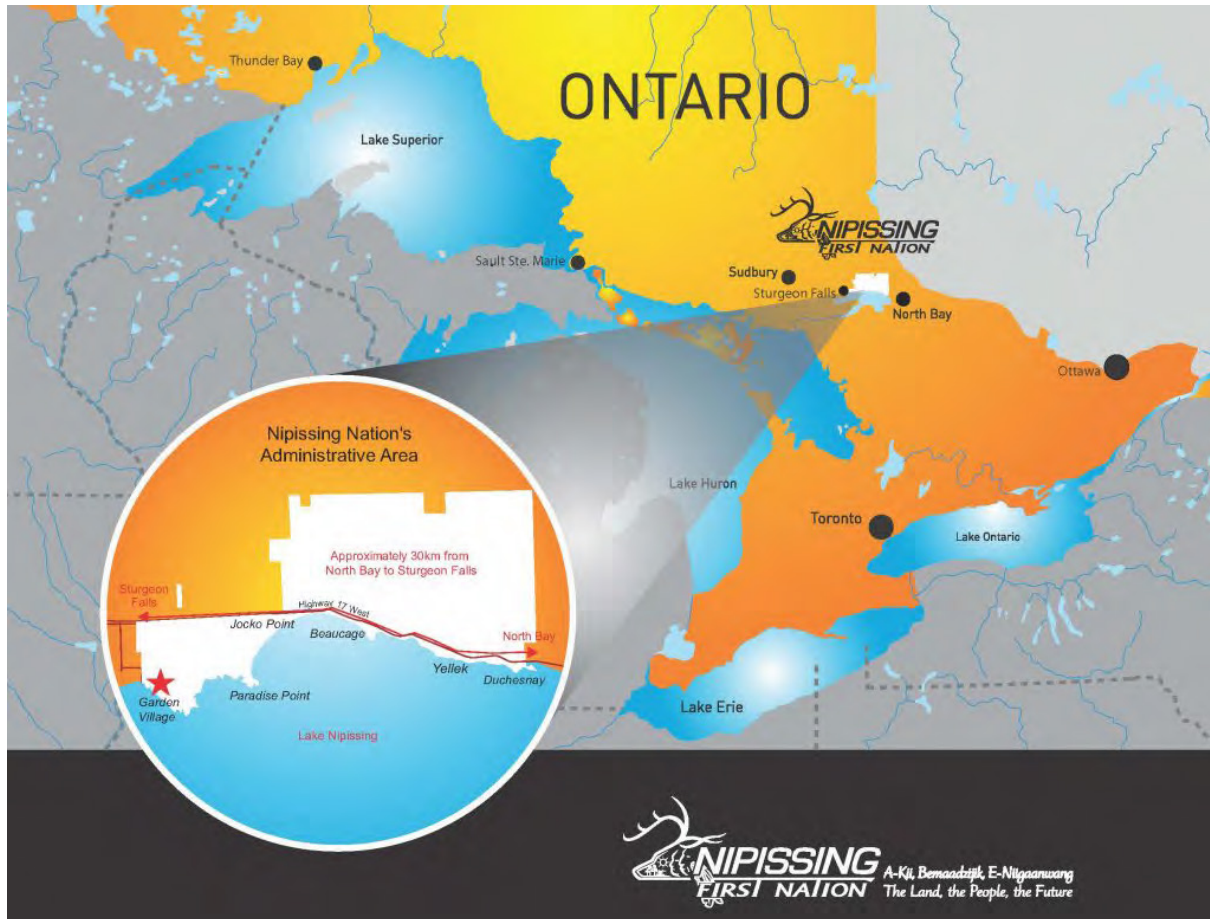 ONTARIO
Thunder Bay
Lake Superior
NIPISSING
FIRST NATION
Sault Ste. Marie
Sudbury
Sturgeon Falls
North Bay
Ottawa
Lake Huron
Toronto
Lake Ontario
Lake Erie
Nipissing Nation's
Administrative Area
Approximately 30km from
North Bay to Sturgeon Falls
Sturgeon
Falls
Highway 17 West
Jocko Point
Beaucage
North Bay
Yellek
Duchesnay
Paradise Point
Garden
Village
Lake Nipissing
NIPISSING
FIRST NATION
A-Kii, Bemaadziijik, E-Niigaanwang
The Land, the People, the Future